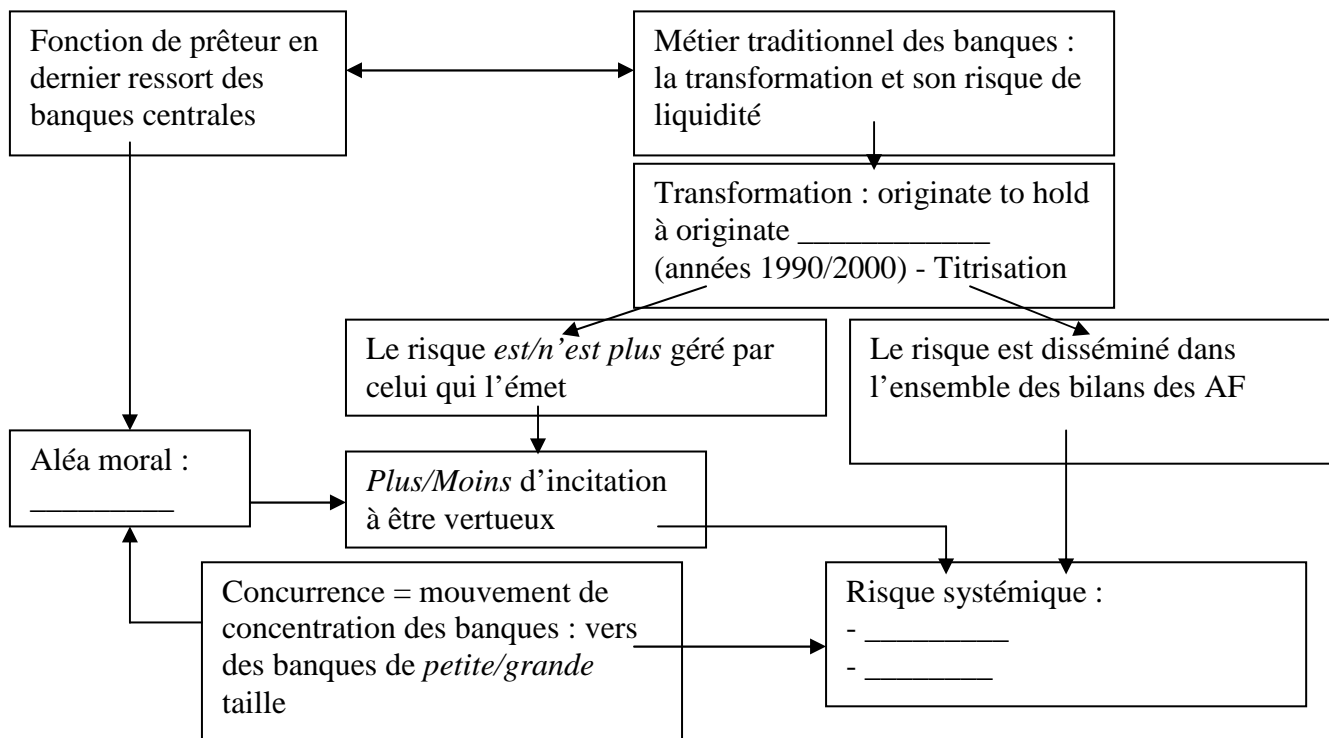 Fonction de prêteur en
dernier ressort des
banques centrales
Métier traditionnel des banques :
la transformation et son risque de
liquidité
Transformation : originate to hold
à originate ____________
(années 1990/2000) - Titrisation
Le risque est/n’est plus géré par
celui qui l’émet
Le risque est disséminé dans
l’ensemble des bilans des AF
Aléa moral :
_________
Plus/Moins d’incitation
à être vertueux
Concurrence = mouvement de
concentration des banques : vers
des banques de petite/grande
taille
Risque systémique :
- _________
- ________